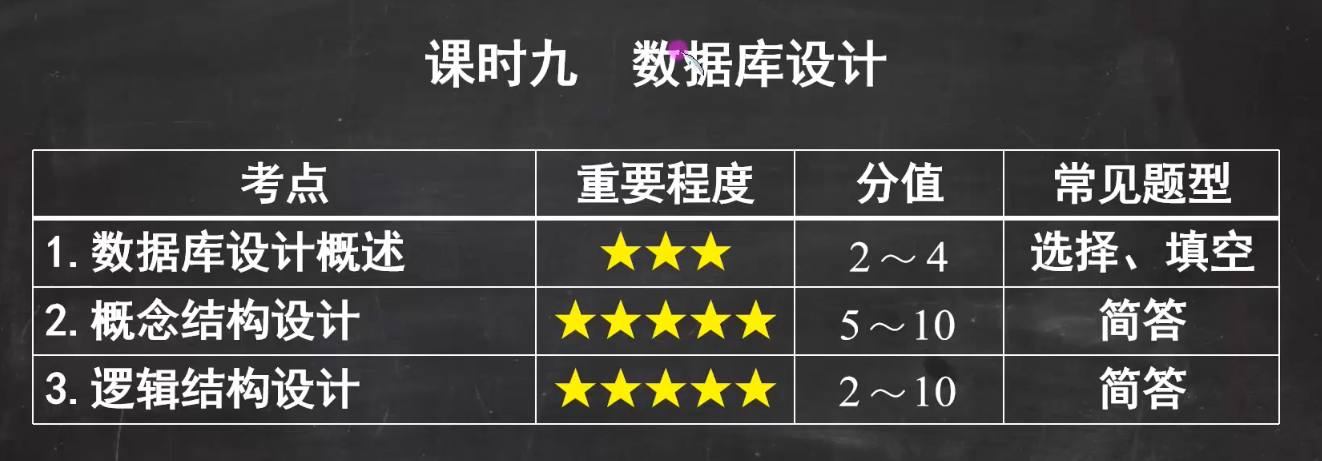 课时九 数据库设计
考点 重要程度 分值 常见题型
1.数据库设计概述 ★★★ 2～4 选择、填空
2.概念结构设计 ★★★★★ 5～10 简答
3.逻辑结构设计 ★★★★★ 2～10 简答